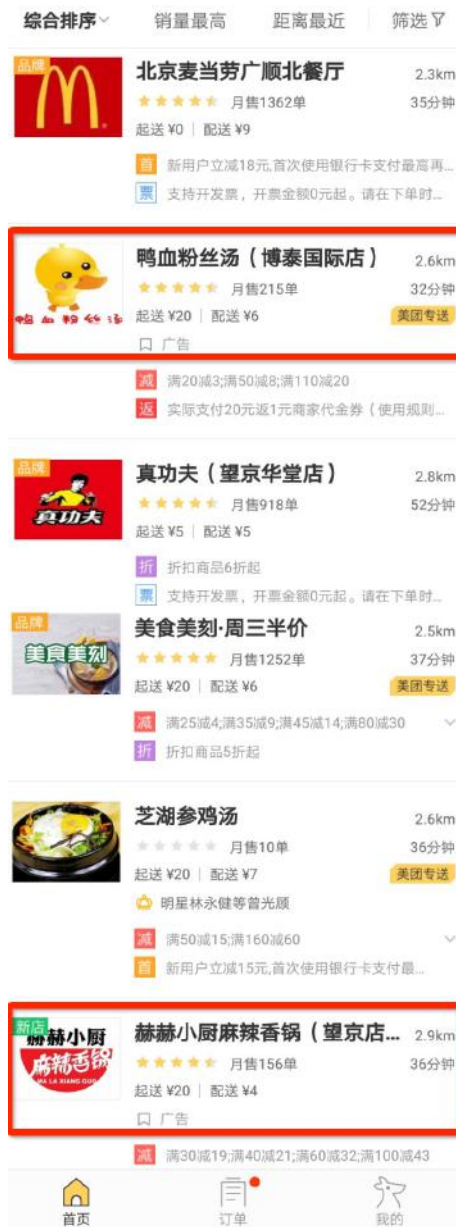 综合排序 销量最高 距离最近 筛选
品牌
北京麦当劳广顺北餐厅 2.3km
月售1362单 35分钟
起送 ¥0 | 配送 ¥9
首 新用户立减18元,首次使用银行卡支付最高再...
票 支持开发票，开票金额0元起。请在下单时...
鸭血粉丝汤
鸭血粉丝汤（博泰国际店） 2.6km
月售215单 32分钟
起送 ¥20 | 配送 ¥6 美团专送
广告
减 满20减3;满50减8;满110减20
返 实际支付20元返1元商家代金券（使用规则...
品牌
真功夫
真功夫（望京华堂店） 2.8km
月售918单 52分钟
起送 ¥5 | 配送 ¥5
折 折扣商品6折起
票 支持开发票，开票金额0元起。请在下单时...
品牌
美食美刻
美食美刻·周三半价 2.5km
月售1252单 37分钟
起送 ¥20 | 配送 ¥6 美团专送
减 满25减4;满35减9;满45减14;满80减30
折 折扣商品5折起
芝湖参鸡汤 2.6km
月售10单 36分钟
起送 ¥20 | 配送 ¥7 美团专送
明星林永健等曾光顾
减 满50减15;满160减60
首 新用户立减15元,首次使用银行卡支付最...
新店
赫赫小厨
麻辣香锅
MA LA XIANG GUO
赫赫小厨麻辣香锅（望京店... 2.9km
月售156单 36分钟
起送 ¥20 | 配送 ¥4
广告
减 满30减19;满40减21;满60减32;满100减43
首页 订单 我的